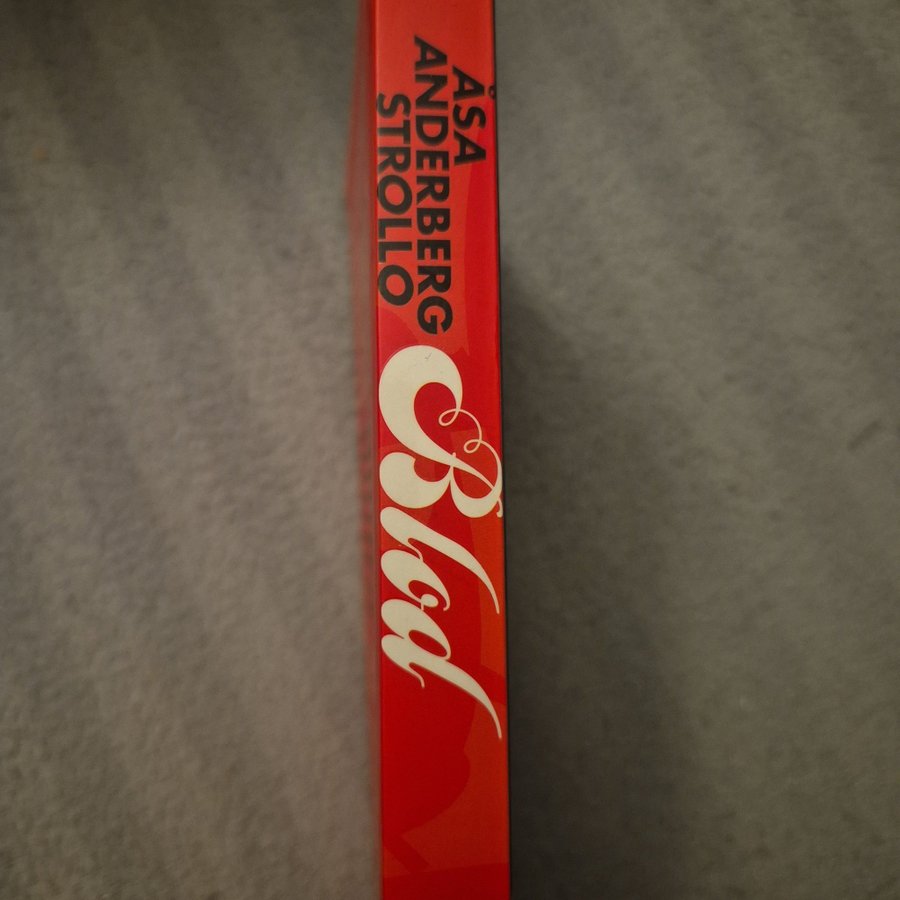 ÅSA
ANDERBERG
STROLLO
Blod